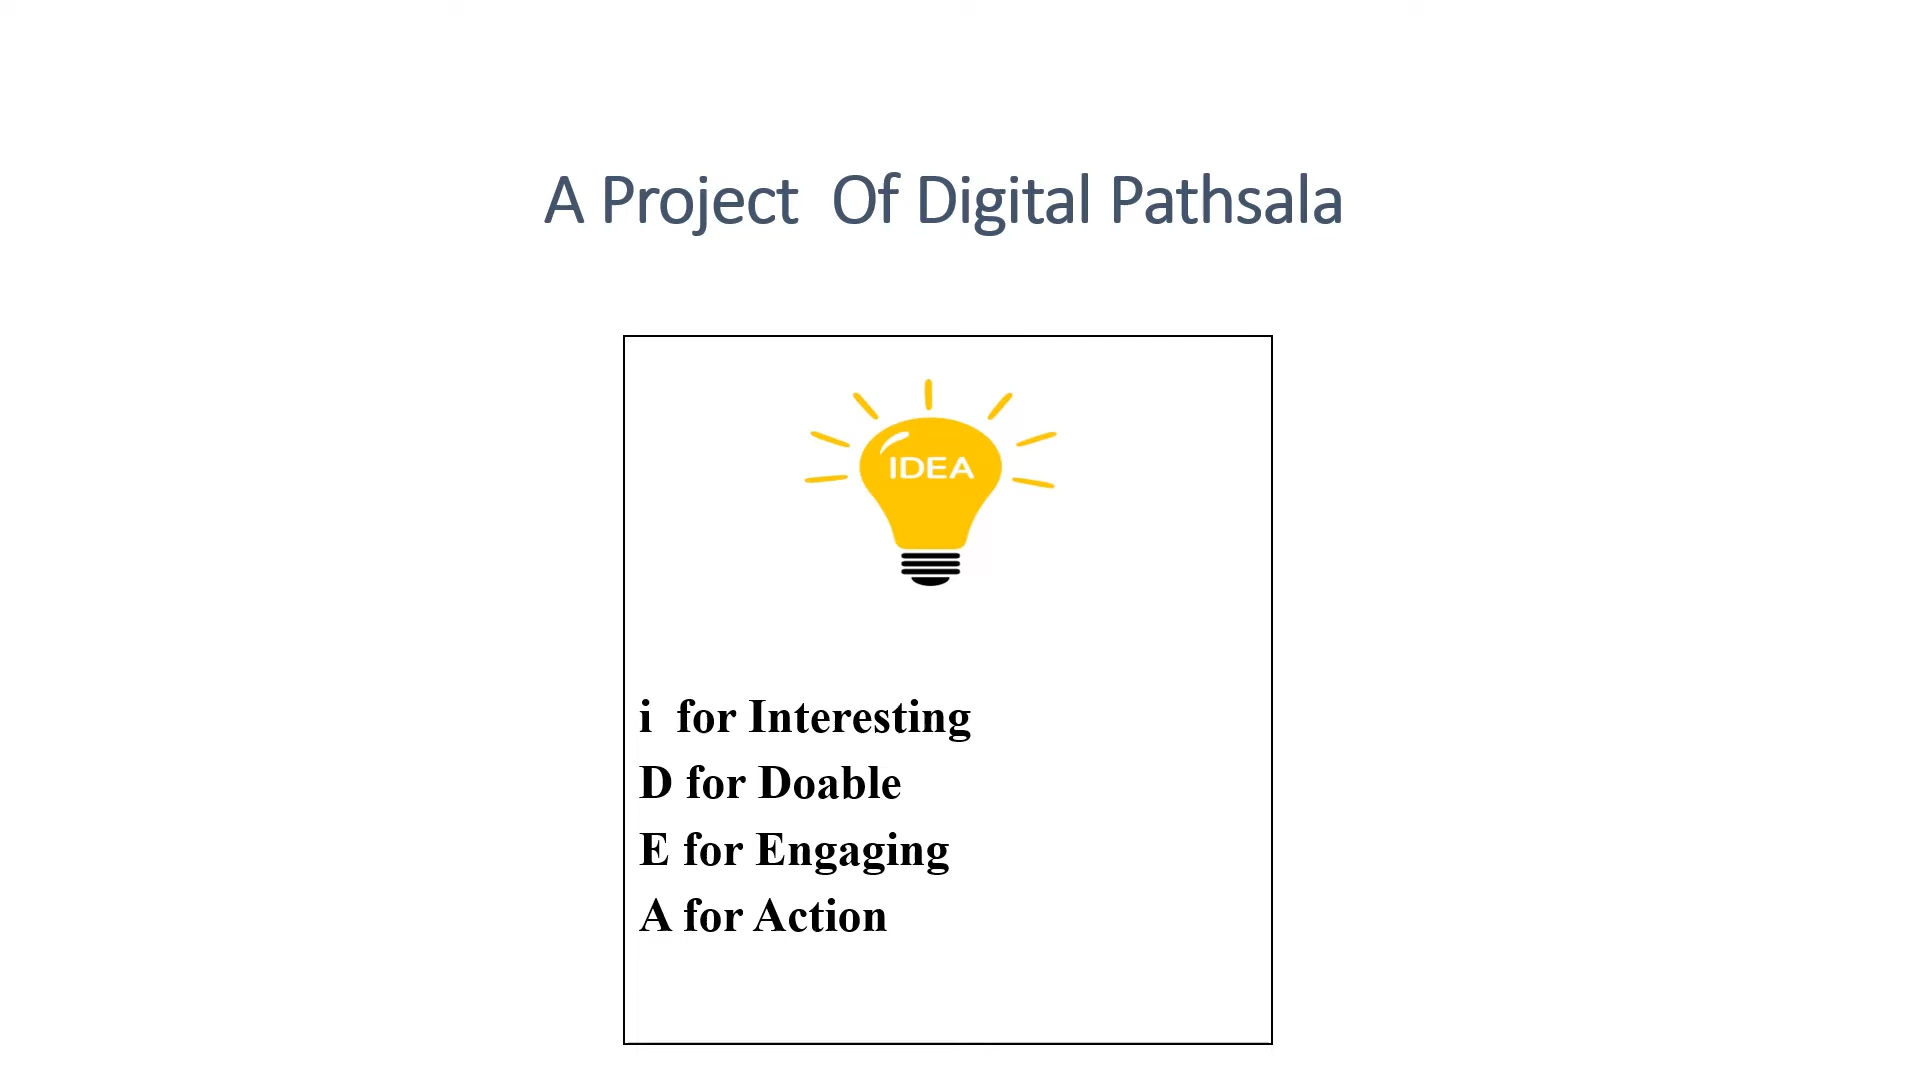 A Project  Of Digital Pathsala
IDEA
i  for Interesting
D for Doable
E for Engaging
A for Action